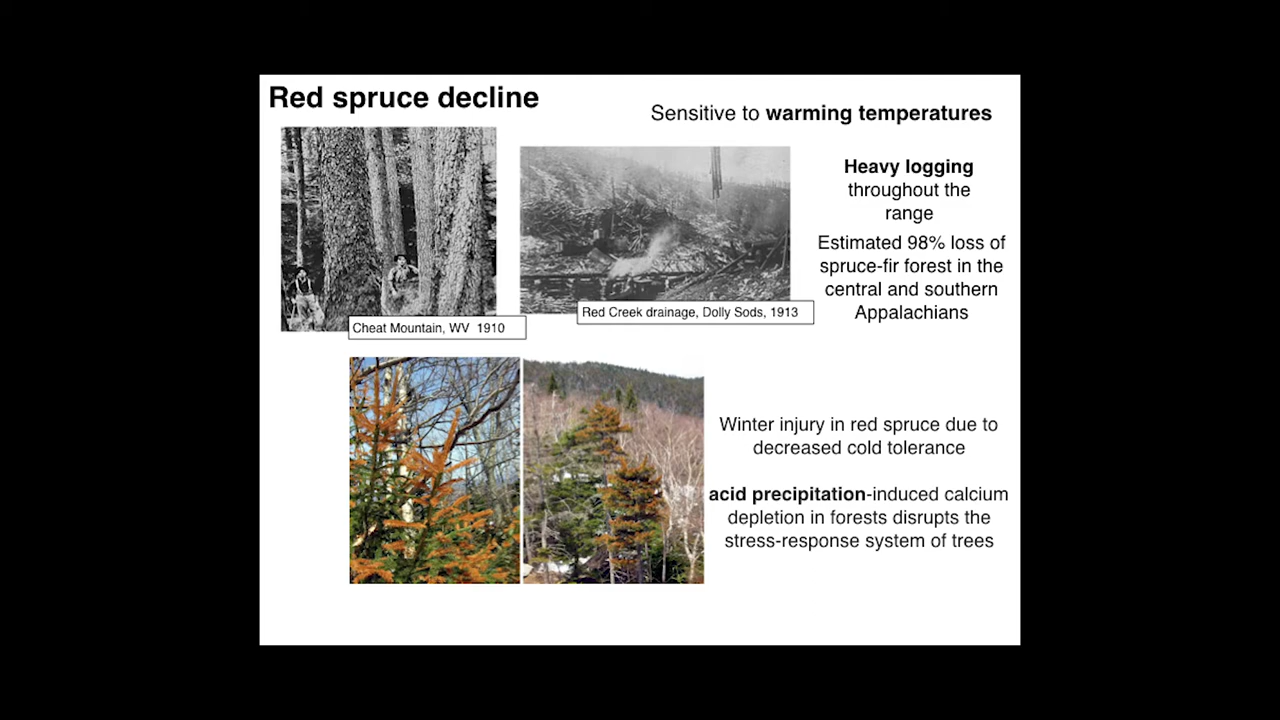 Red spruce decline
Sensitive to warming temperatures
Heavy logging
throughout the
range
Estimated 98% loss of
spruce-fir forest in the
central and southern
Appalachians
Cheat Mountain, WV 1910
Red Creek drainage, Dolly Sods, 1913
Winter injury in red spruce due to
decreased cold tolerance
acid precipitation-induced calcium
depletion in forests disrupts the
stress-response system of trees